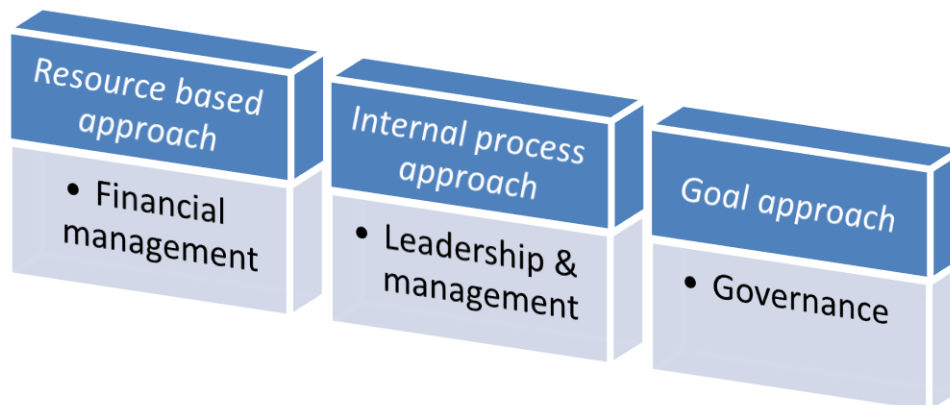 Resource based
approach
• Financial
management
Internal process
approach
• Leadership &
management
Goal approach
• Governance